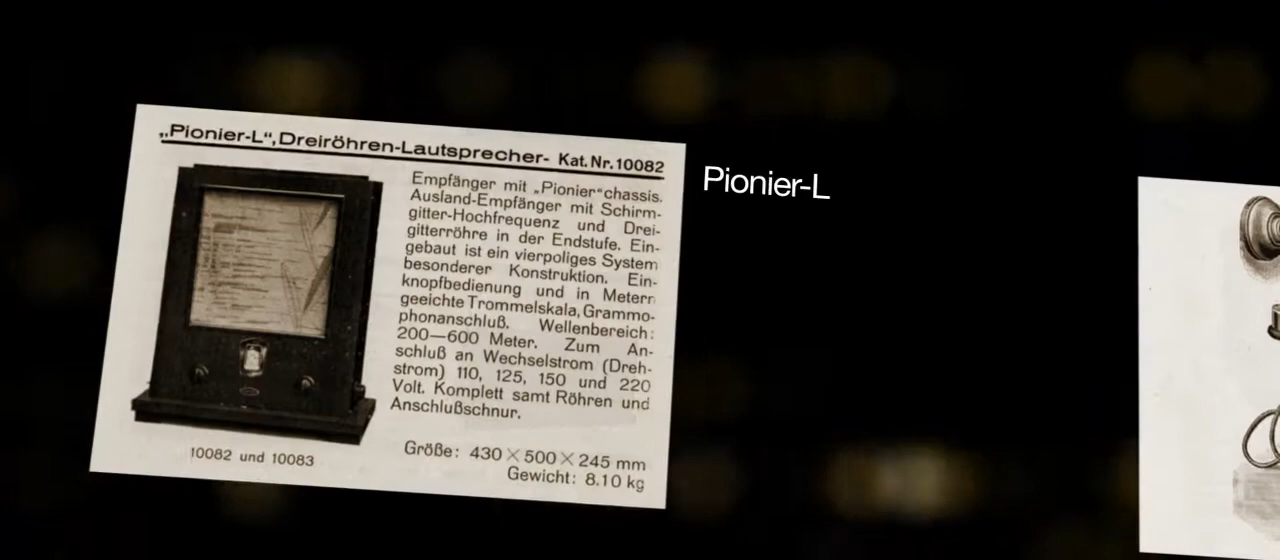 „Pionier-L“, Dreiröhren-Lautsprecher- Kat. Nr. 10082
Empfänger mit „Pionier“chassis.
Ausland-Empfänger mit Schirm-
gitter-Hochfrequenz und Drei-
gitterröhre in der Endstufe. Ein-
gebaut ist ein vierpoliges System
besonderer Konstruktion. Ein-
knopfbedienung und in Metern
geeichte Trommelskala, Grammo-
phonanschluß. Wellenbereich:
200—600 Meter. Zum An-
schluß an Wechselstrom (Dreh-
strom) 110, 125, 150 und 220
Volt. Komplett samt Röhren und
Anschlußschnur.
10082 und 10083
Größe: 430 × 500 × 245 mm
Gewicht: 8.10 kg
Pionier-L